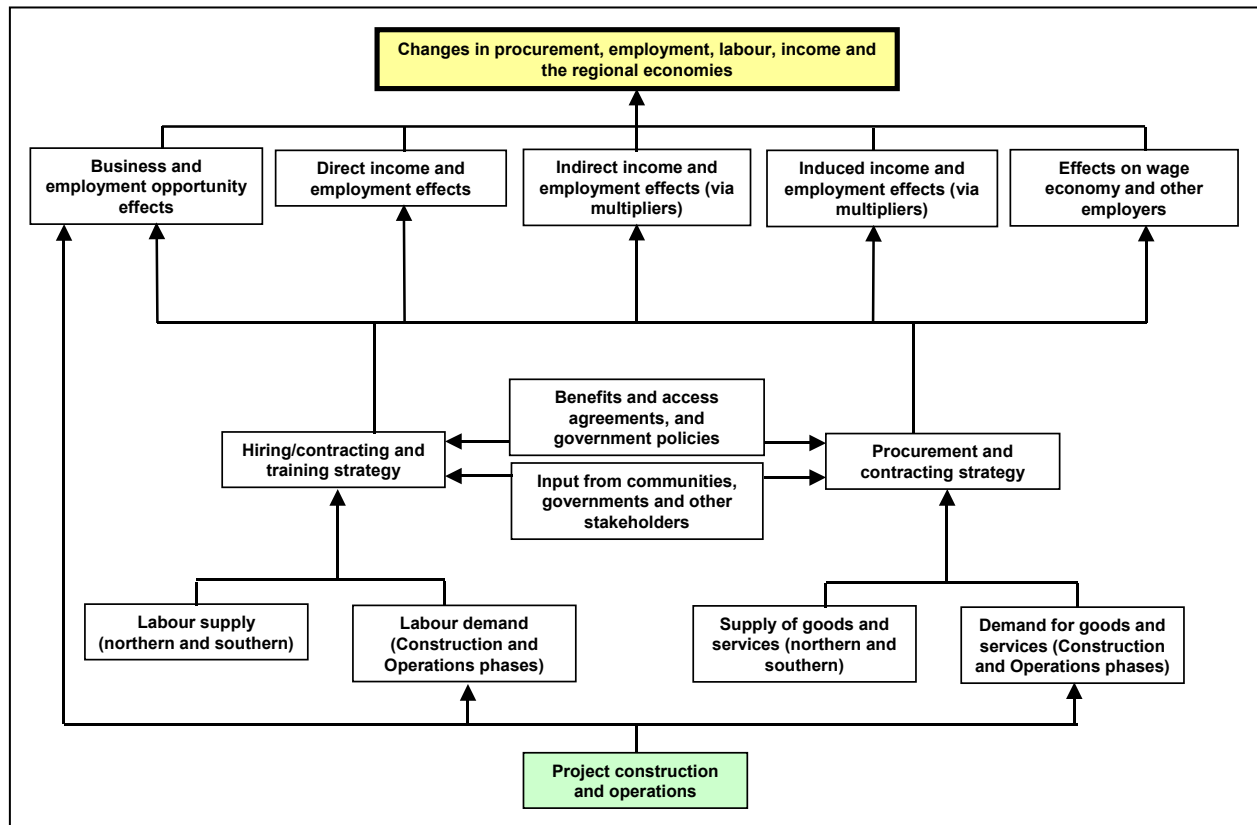 Changes in procurement, employment, labour, income and
the regional economies
Business and
employment opportunity
effects
Direct income and
employment effects
Indirect income and
employment effects (via
multipliers)
Induced income and
employment effects (via
multipliers)
Effects on wage
economy and other
employers
Benefits and access
agreements, and
government policies
Hiring/contracting and
training strategy
Procurement and
contracting strategy
Input from communities,
governments and other
stakeholders
Labour supply
(northern and southern)
Labour demand
(Construction and
Operations phases)
Supply of goods and
services (northern and
southern)
Demand for goods and
services (Construction
and Operations phases)
Project construction
and operations